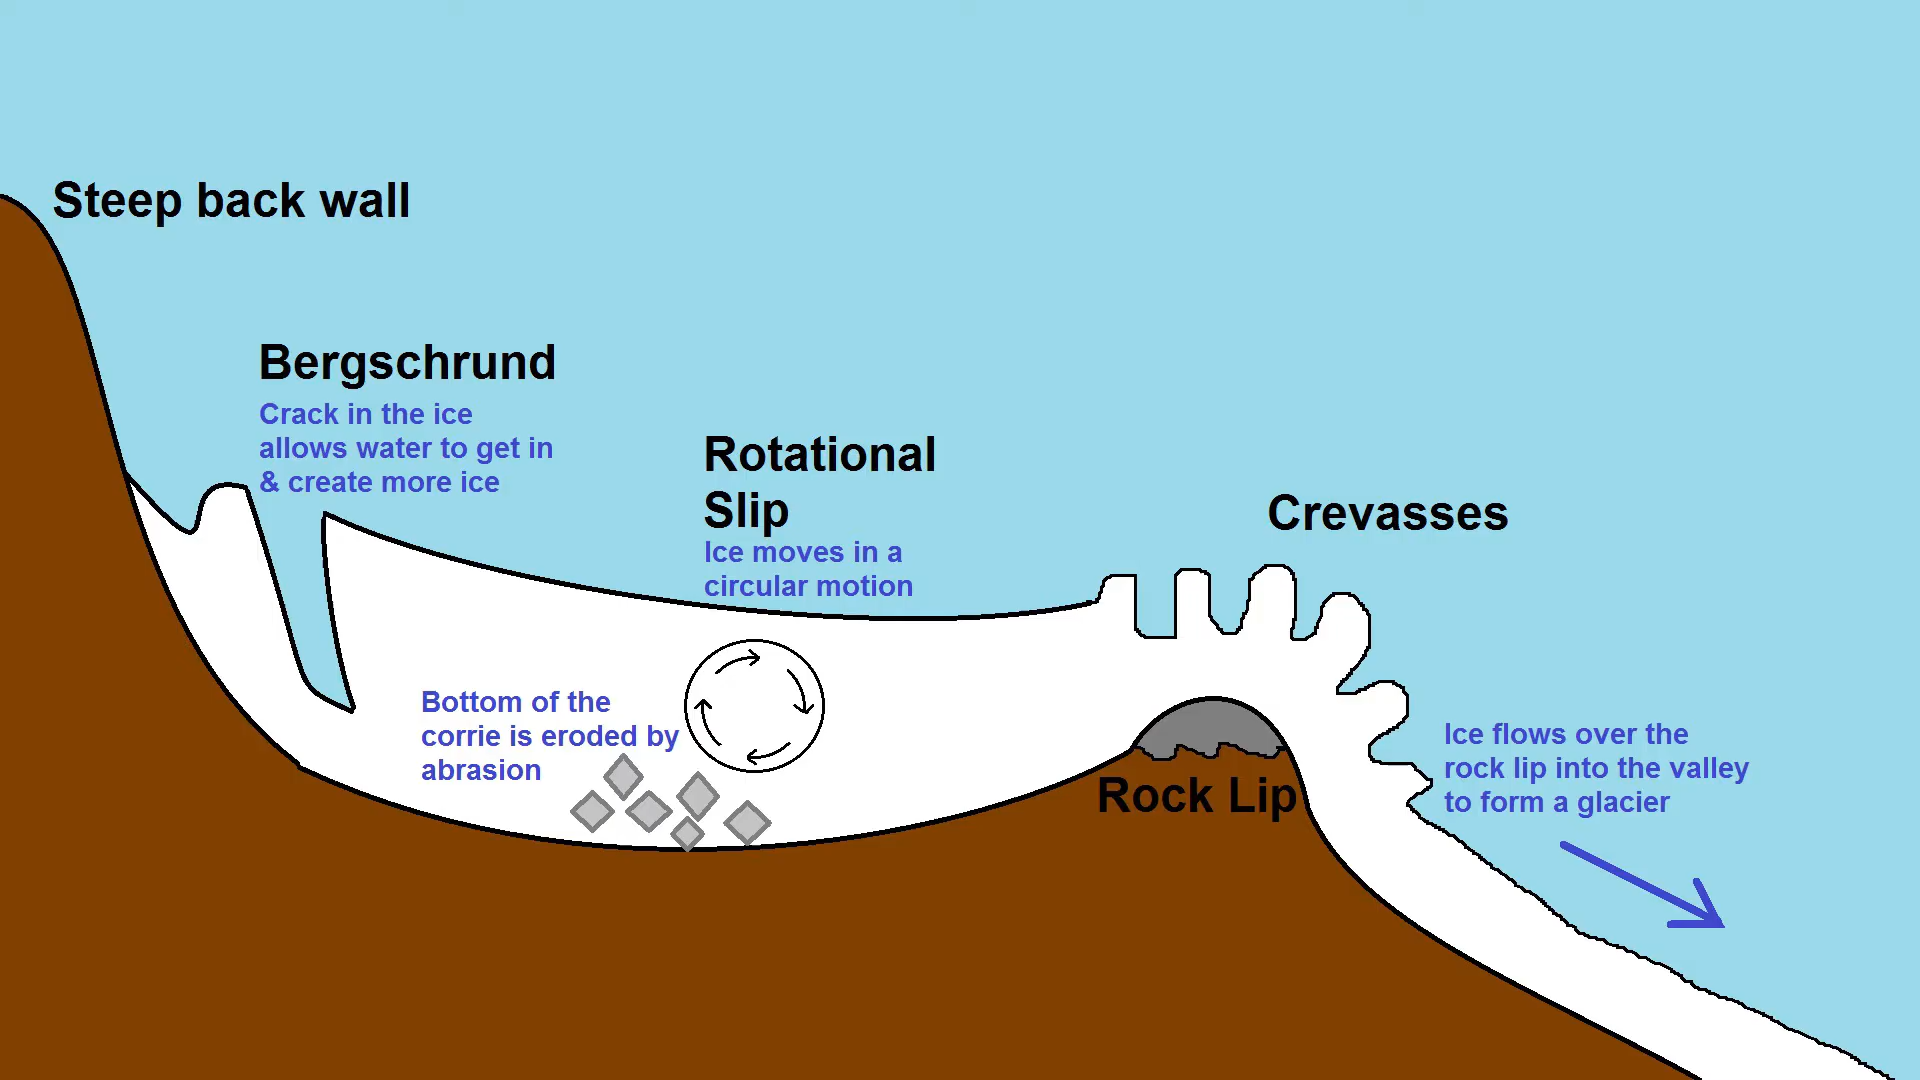 Steep back wall
Bergschrund
Crack in the ice
allows water to get in
& create more ice
Rotational
Slip
Ice moves in a
circular motion
Crevasses
Bottom of the
corrie is eroded by
abrasion
Rock Lip
Ice flows over the
rock lip into the valley
to form a glacier